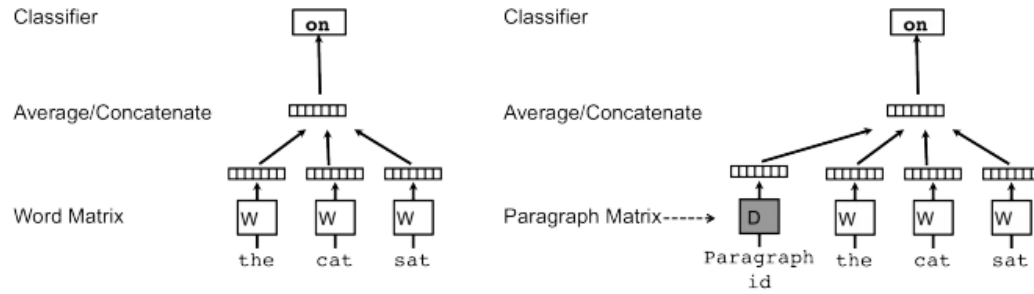 Classifier
on
Average/Concatenate
W W W
Word Matrix
the cat sat
Classifier
on
Average/Concatenate
Paragraph Matrix
D W W W
Paragraph id the cat sat